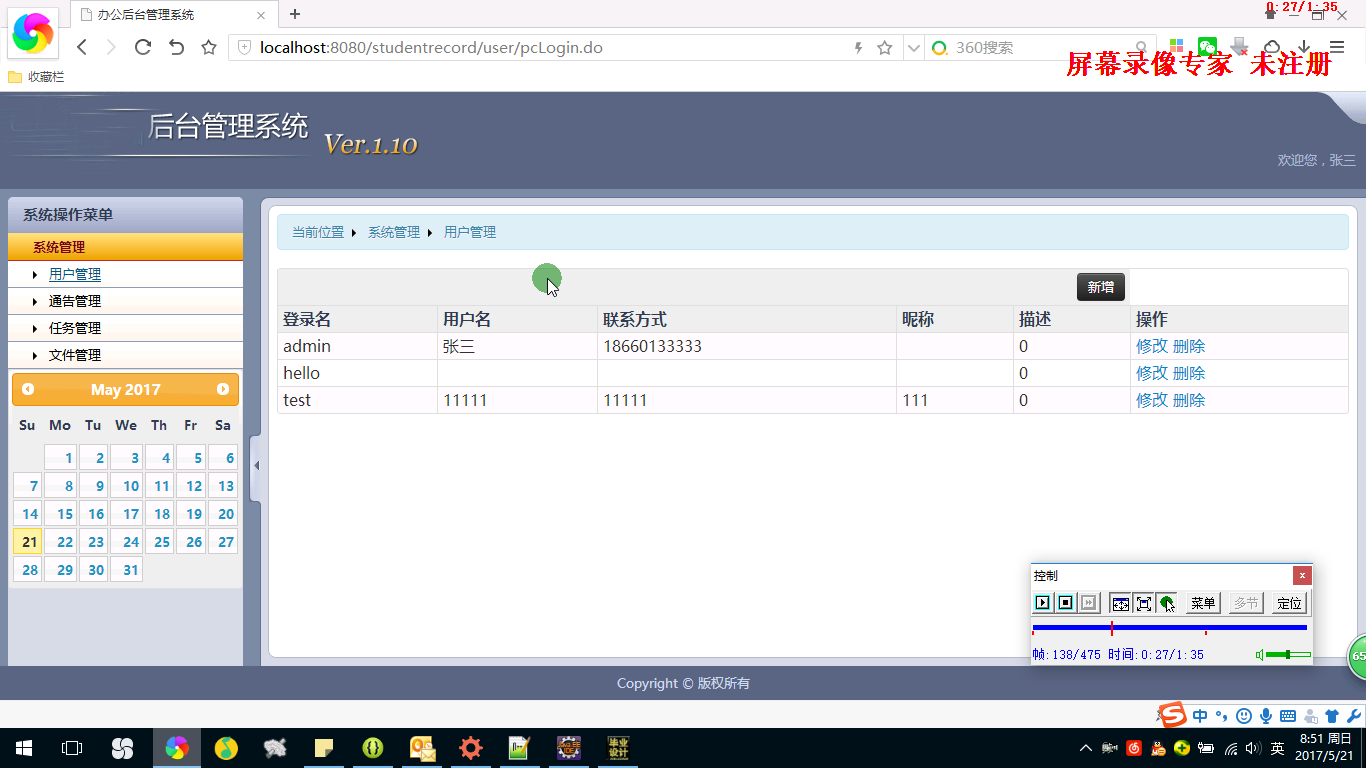 办公后台管理系统
0:27/1:35
localhost:8080/studentrecord/user/pcLogin.do
360搜索
收藏栏
屏幕录像专家 未注册
后台管理系统 Ver.1.10
欢迎您，张三
系统操作菜单
系统管理
用户管理
通告管理
任务管理
文件管理
May 2017
Su Mo Tu We Th Fr Sa
1 2 3 4 5 6
7 8 9 10 11 12 13
14 15 16 17 18 19 20
21 22 23 24 25 26 27
28 29 30 31
当前位置 系统管理 用户管理
新增
登录名 用户名 联系方式 昵称 描述 操作
admin 张三 18660133333 0 修改 删除
hello 0 修改 删除
test 11111 11111 111 0 修改 删除
控制
菜单 多节 定位
帧:138/475 时间:0:27/1:35
65
Copyright © 版权所有
中
毕业
设计
英
8:51 周日
2017/5/21